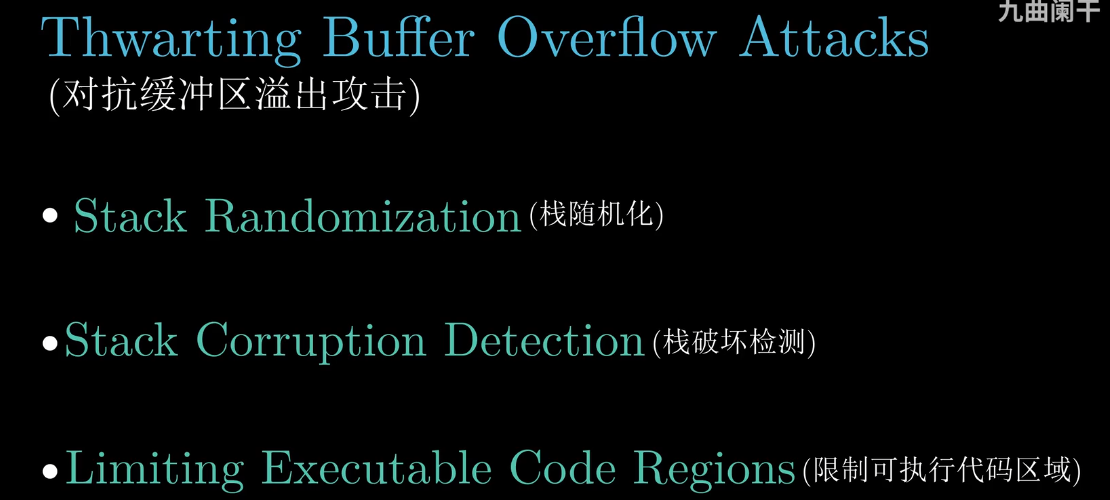 九曲阑干
Thwarting Buffer Overflow Attacks
(对抗缓冲区溢出攻击)
• Stack Randomization (栈随机化)
• Stack Corruption Detection (栈破坏检测)
• Limiting Executable Code Regions (限制可执行代码区域)